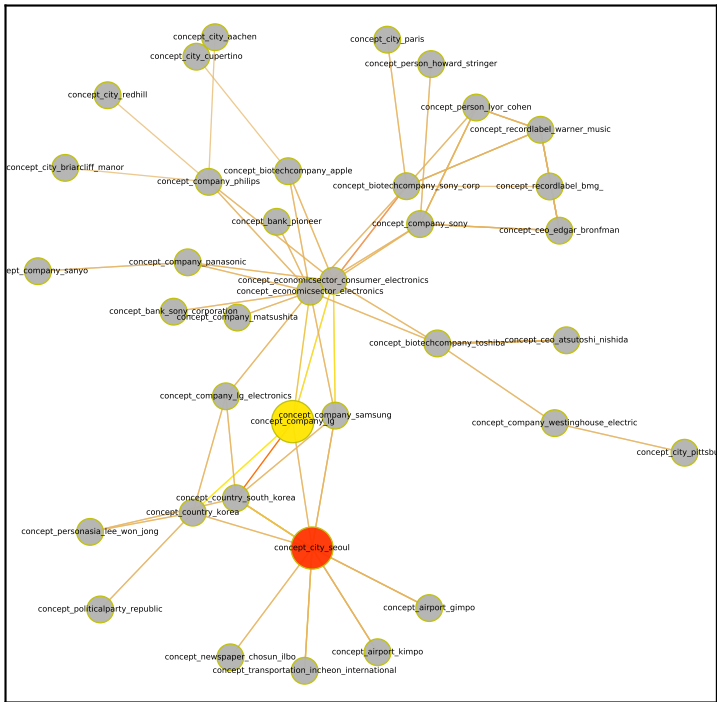 concept_city_aachen
concept_city_paris
concept_city_cupertino
concept_person_howard_stringer
concept_city_redhill
concept_person_lyor_cohen
concept_recordlabel_warner_music
concept_city_briarcliff_manor
concept_biotechcompany_apple
concept_company_philips
concept_biotechcompany_sony_corp
concept_recordlabel_bmg_
concept_bank_pioneer
concept_company_sony
concept_ceo_edgar_bronfman
concept_company_panasonic
ept_company_sanyo
concept_economicsector_consumer_electronics
concept_economicsector_electronics
concept_bank_sony_corporation
concept_company_matsushita
concept_biotechcompany_toshiba
concept_ceo_atsutoshi_nishida
concept_company_lg_electronics
concept_company_samsung
concept_company_lg
concept_company_westinghouse_electric
concept_city_pittsbu
concept_country_south_korea
concept_country_korea
concept_personasia_lee_won_jong
concept_city_seoul
concept_politicalparty_republic
concept_airport_gimpo
concept_airport_kimpo
concept_newspaper_chosun_ilbo
concept_transportation_incheon_international